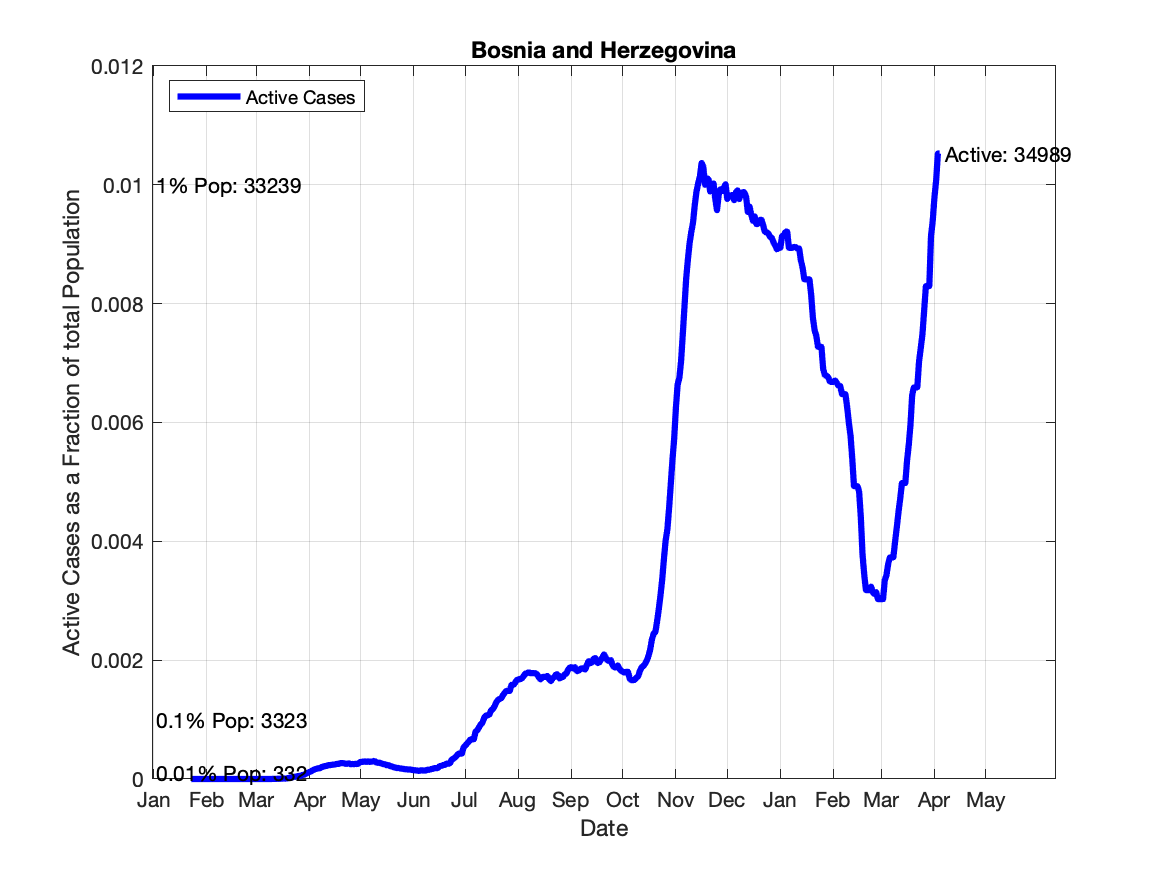 Bosnia and Herzegovina
0.012
Active Cases
Active: 34989
0.01
1% Pop: 33239
0.008
0.006
0.004
0.002
0.1% Pop: 3323
0.01% Pop: 332
0
Jan Feb Mar Apr May Jun Jul Aug Sep Oct Nov Dec Jan Feb Mar Apr May
Date
Active Cases as a Fraction of total Population